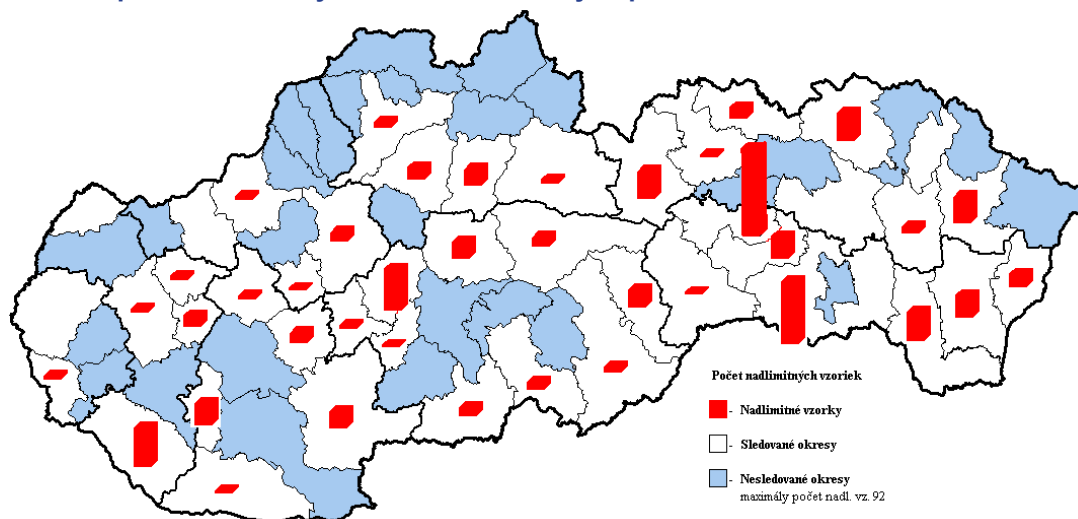 Počet nadlimitných vzoriek
- Nadlimitné vzorky
- Sledované okresy
- Nesledované okresy
maximály počet nadl. vz. 92